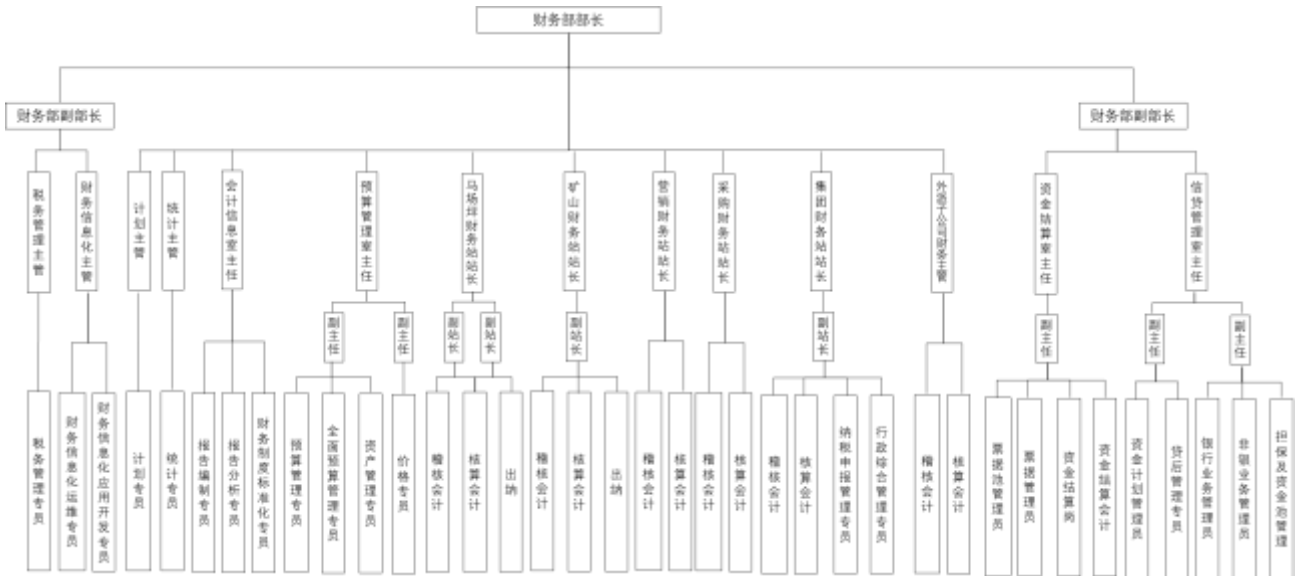 财务部部长
财务部副部长
财务部副部长
税务管理主管
财务信息化主管
计划主管
统计主管
会计信息室主任
预算管理室主任
马场坪财务站站长
矿山财务站站长
营销财务站站长
采购财务站站长
集团财务站站长
外派子公司财务主管
资金结算室主任
信贷管理室主任
副主任
副主任
副站长
副站长
副站长
副站长
副主任
副主任
副主任
税务管理专员
财务信息化运维专员
财务信息化应用开发专员
计划专员
统计专员
报告编制专员
报告分析专员
财务制度标准化专员
预算管理专员
全面预算管理专员
资产管理专员
价格专员
稽核会计
核算会计
出纳
稽核会计
核算会计
出纳
稽核会计
核算会计
稽核会计
核算会计
稽核会计
核算会计
纳税申报管理专员
行政综合管理专员
稽核会计
核算会计
票据池管理员
票据管理员
资金结算岗
资金结算会计
资金计划管理员
贷后管理专员
银行业务管理员
非银业务管理员
担保及资金池管理